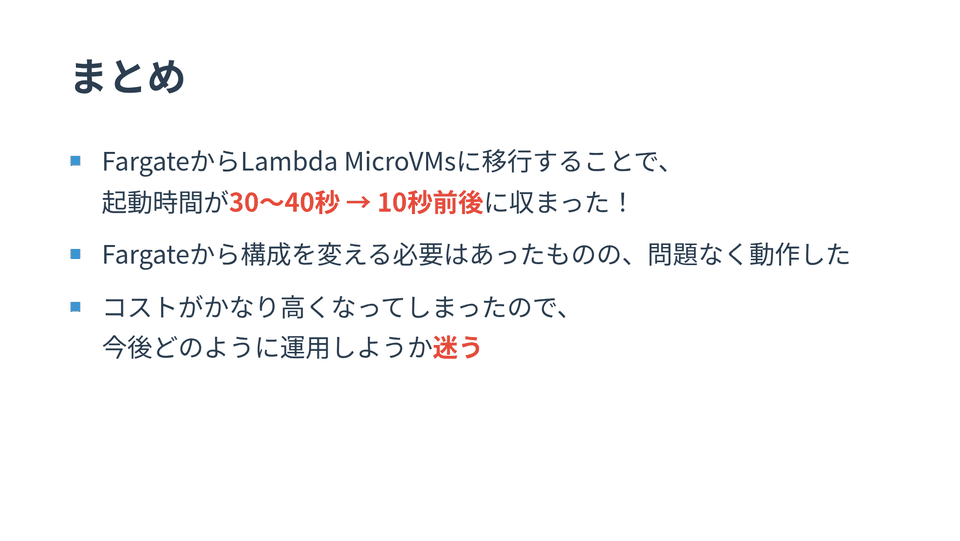 まとめ
FargateからLambda MicroVMsに移行することで、
起動時間が30〜40秒 → 10秒前後に収まった！
Fargateから構成を変える必要はあったものの、問題なく動作した
コストがかなり高くなってしまったので、
今後どのように運用しようか迷う